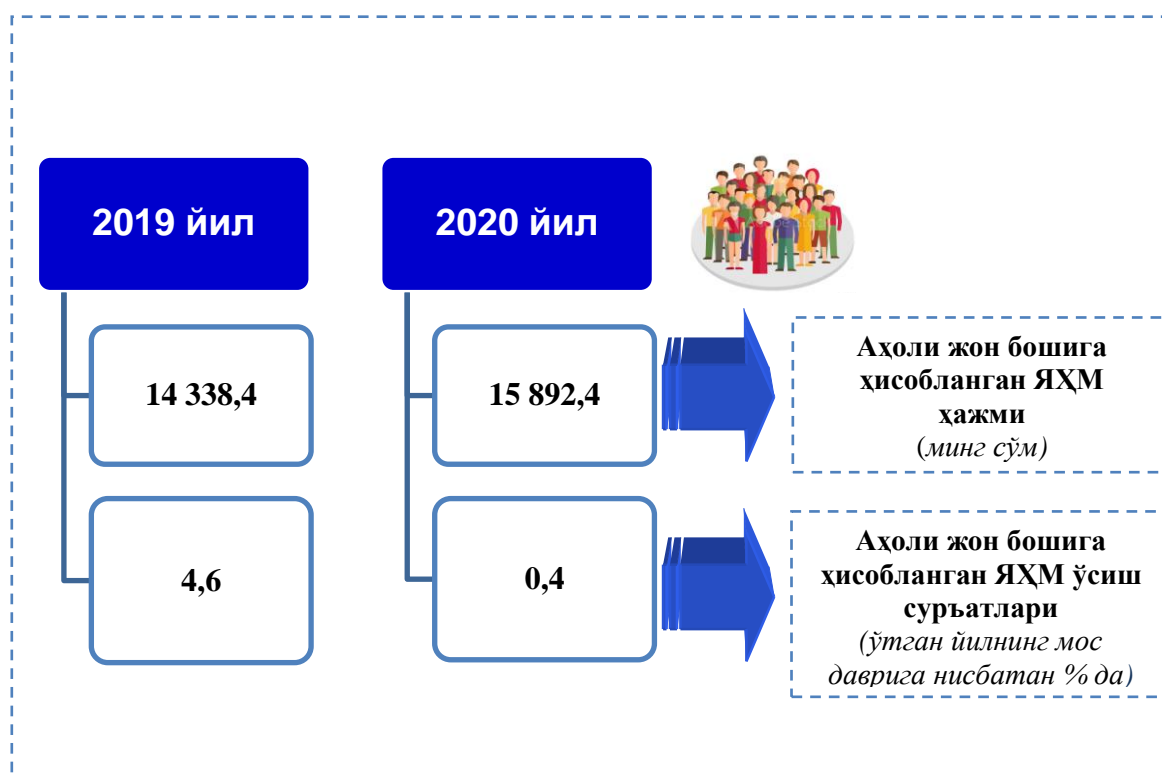 2019 йил
2020 йил
14 338,4
15 892,4
Аҳоли жон бошига
ҳисобланган ЯҲМ
ҳажми
(минг сўм)
4,6
0,4
Аҳоли жон бошига
ҳисобланган ЯҲМ ўсиш
суръатлари
(ўтган йилнинг мос
даврига нисбатан % да)